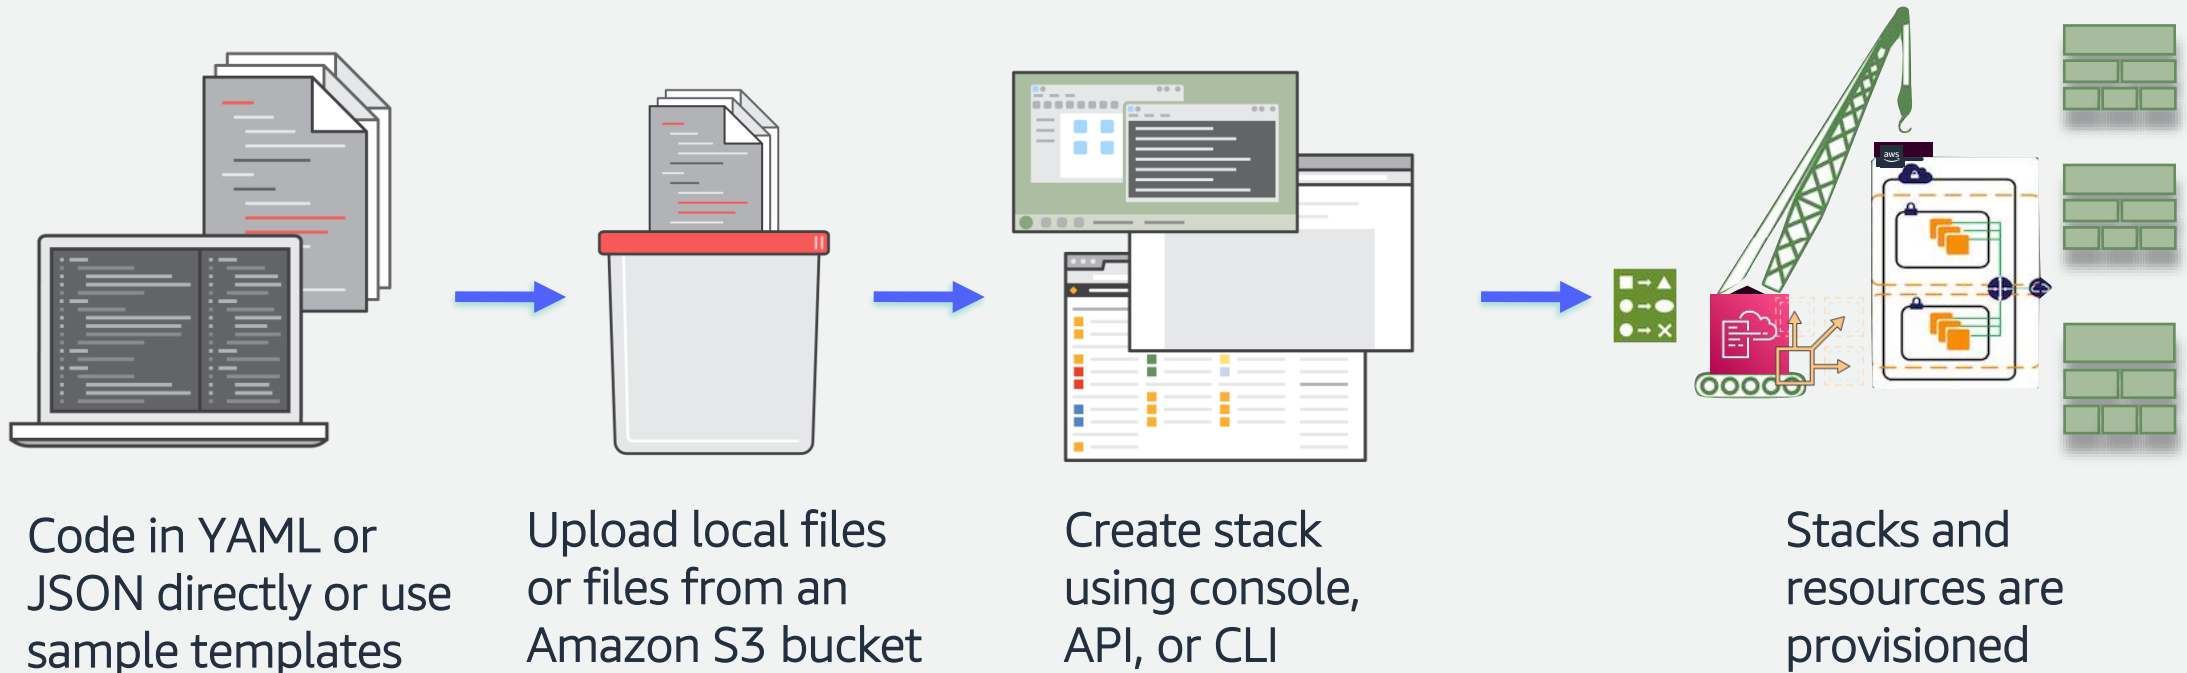 aws
Code in YAML or
JSON directly or use
sample templates
Upload local files
or files from an
Amazon S3 bucket
Create stack
using console,
API, or CLI
Stacks and
resources are
provisioned